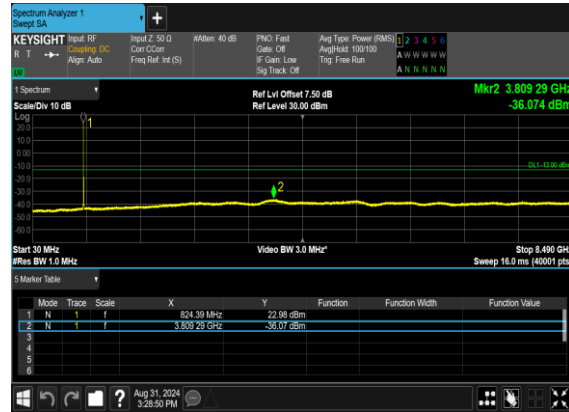 Spectrum Analyzer 1
Swept SA
+
KEYSIGHT Input: RF Input Z: 50 Ω #Atten: 40 dB PNO: Fast Avg Type: Power (RMS) 1 2 3 4 5 6
R T Coupling: DC Corr CCorr Gate: Off Avg|Hold: 100/100 A W W W W W
Align: Auto Freq Ref: Int (S) IF Gain: Low Trig: Free Run
LW Sig Track: Off A N N N N N
1 Spectrum Ref Lvl Offset 7.50 dB Mkr2 3.809 29 GHz
Scale/Div 10 dB Ref Level 30.00 dBm -36.074 dBm
Log
1
20.0
10.0
0.00
-10.0
DL1 -13.00 dBm
-20.0
-30.0
2
-40.0
-50.0
-60.0
Start 30 MHz Video BW 3.0 MHz* Stop 8.490 GHz
#Res BW 1.0 MHz Sweep 16.0 ms (40001 pts)
5 Marker Table
Mode Trace Scale X Y Function Function Width Function Value
1 N 1 f 824.39 MHz 22.98 dBm
2 N 1 f 3.809 29 GHz -36.07 dBm
3
4
5
6
? Aug 31, 2024
3:28:50 PM